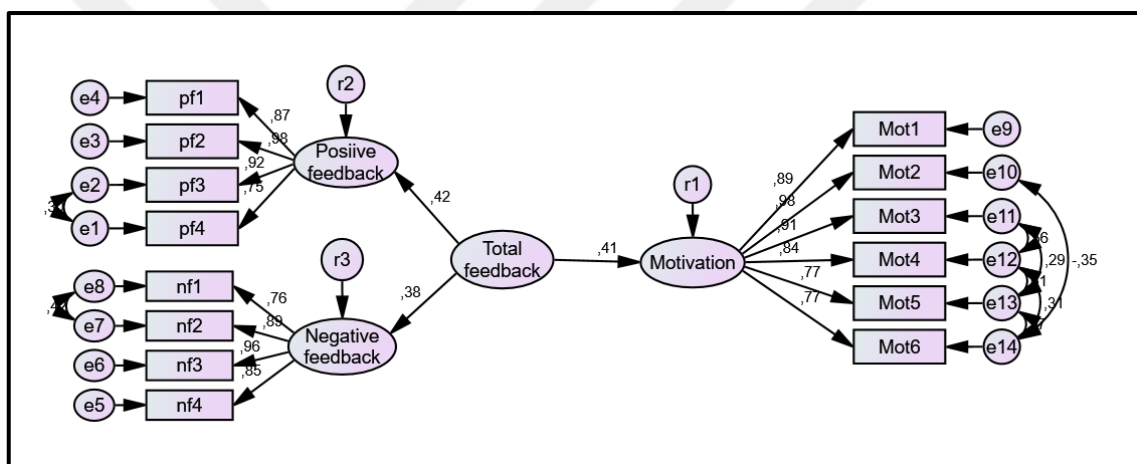 r2
e4
pf1
,87
e3
pf2
,98
Posiive
feedback
e2
pf3
,92
,75
e1
pf4
,42
r3
e8
nf1
,76
e7
nf2
,89
Negative
feedback
e6
nf3
,96
e5
nf4
,85
,38
Total
feedback
,41
r1
Motivation
Mot1
e9
,89
Mot2
e10
,98
Mot3
e11
,91
Mot4
e12
,84
Mot5
e13
,77
Mot6
e14
,77
,29
-,35
,31